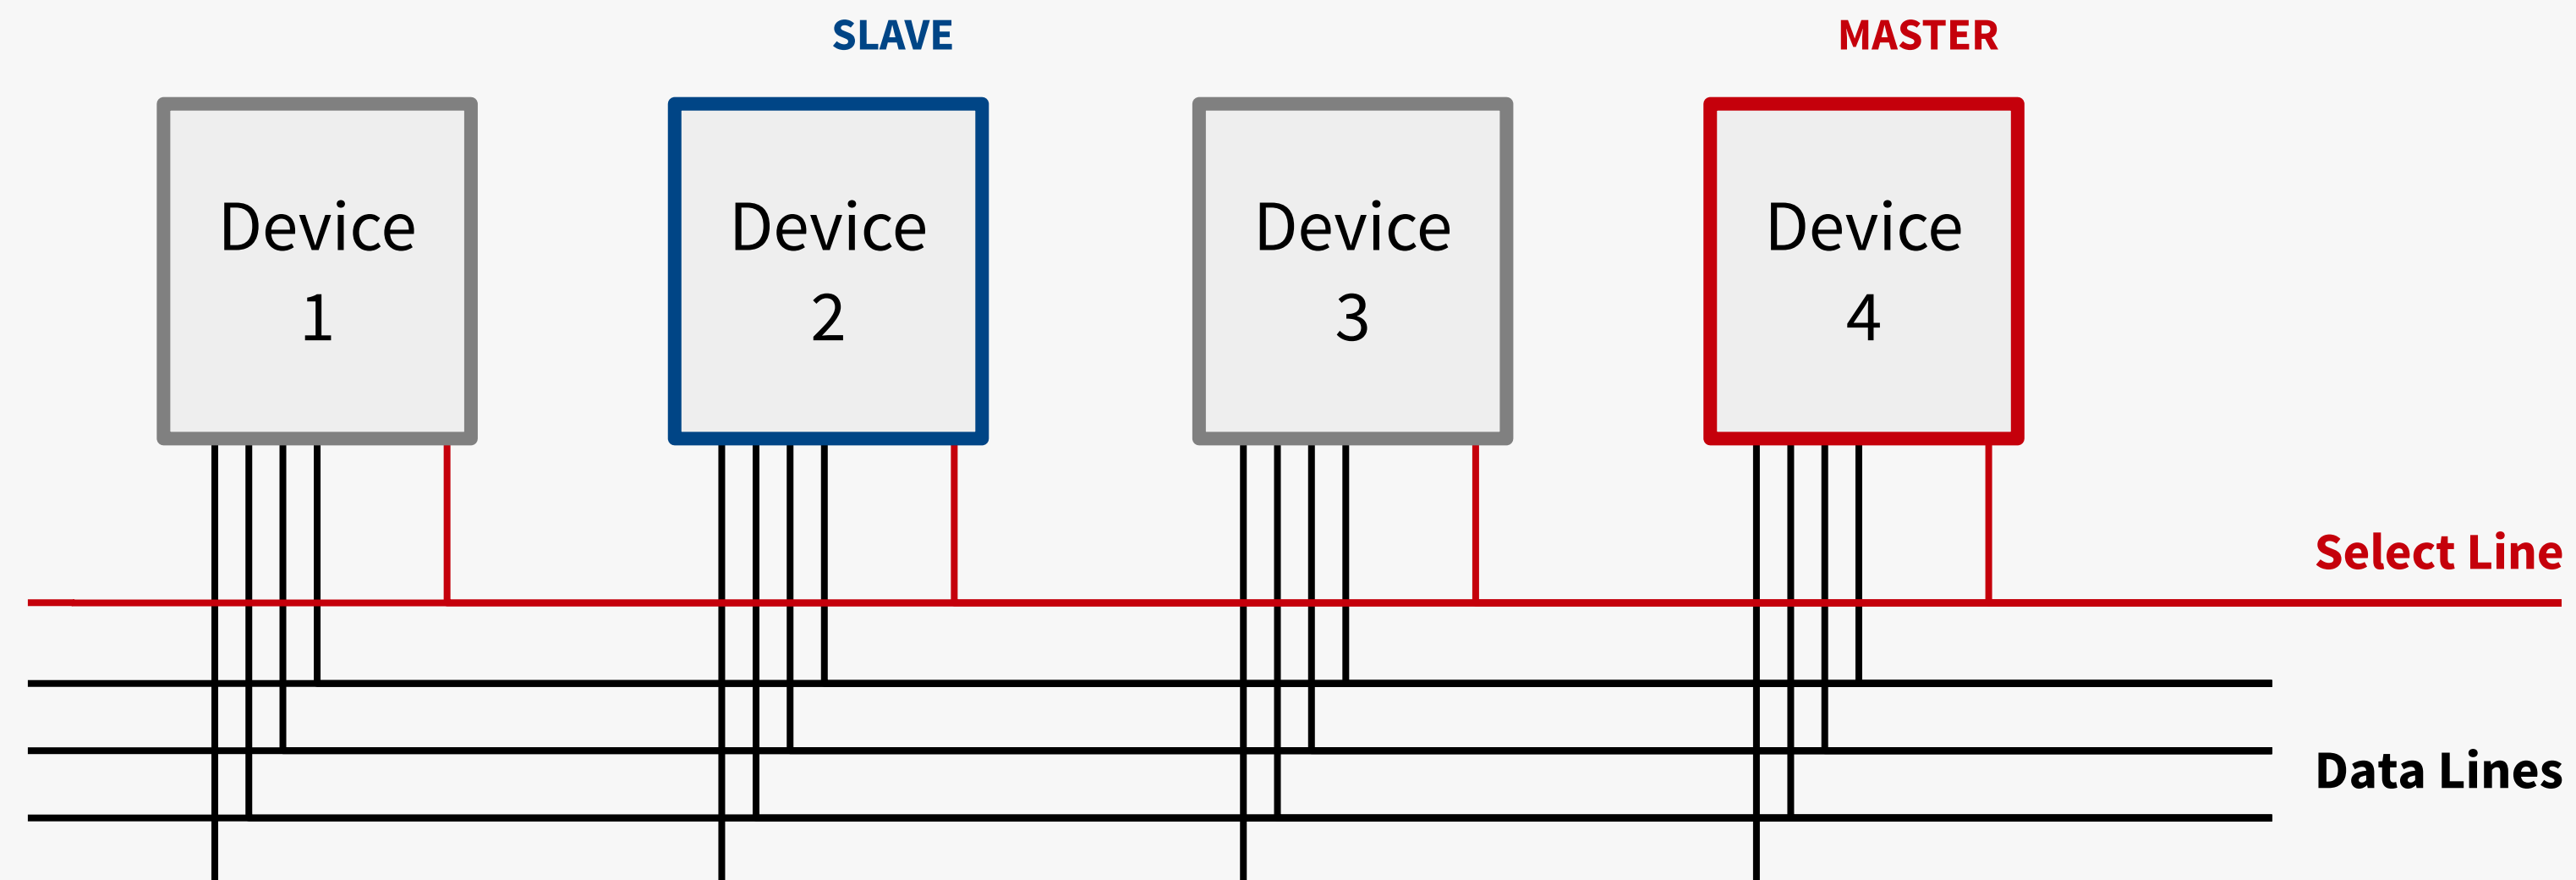 SLAVE
MASTER
Device
1
Device
2
Device
3
Device
4
Select Line
Data Lines